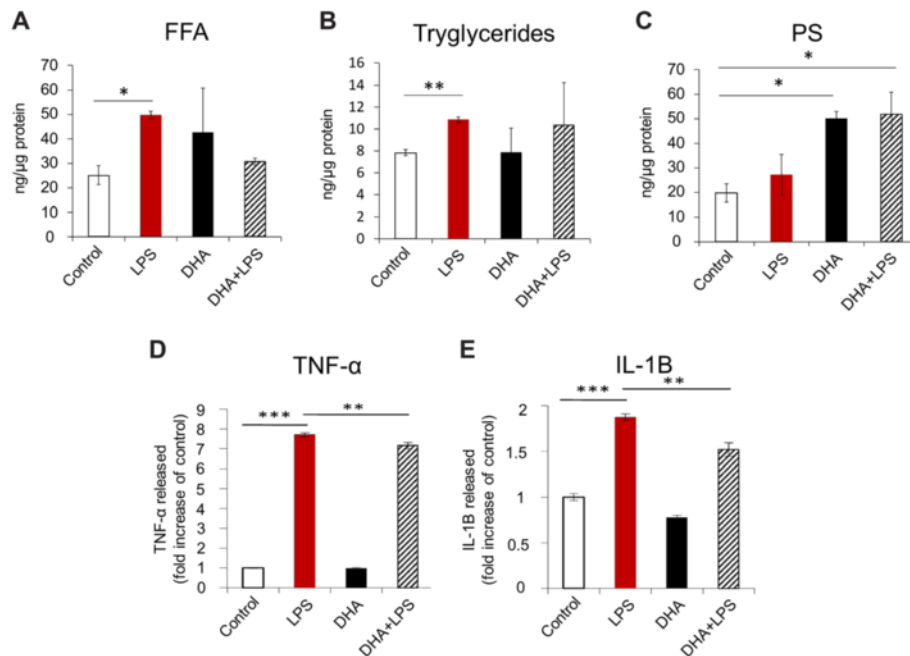 A
FFA
ng/µg protein
70
60
50
40
30
20
10
0
*
Control
LPS
DHA
DHA+LPS
B
Tryglycerides
ng/µg protein
16
14
12
10
8
6
4
2
0
**
Control
LPS
DHA
DHA+LPS
C
PS
ng/µg protein
70
60
50
40
30
20
10
0
*
*
Control
LPS
DHA
DHA+LPS
D
TNF-α
TNF-α released
(fold increase of control)
9
8
7
6
5
4
3
2
1
0
***
**
Control
LPS
DHA
DHA+LPS
E
IL-1B
IL-1B released
(fold increase of control)
2
1.5
1
0.5
0
***
**
Control
LPS
DHA
DHA+LPS